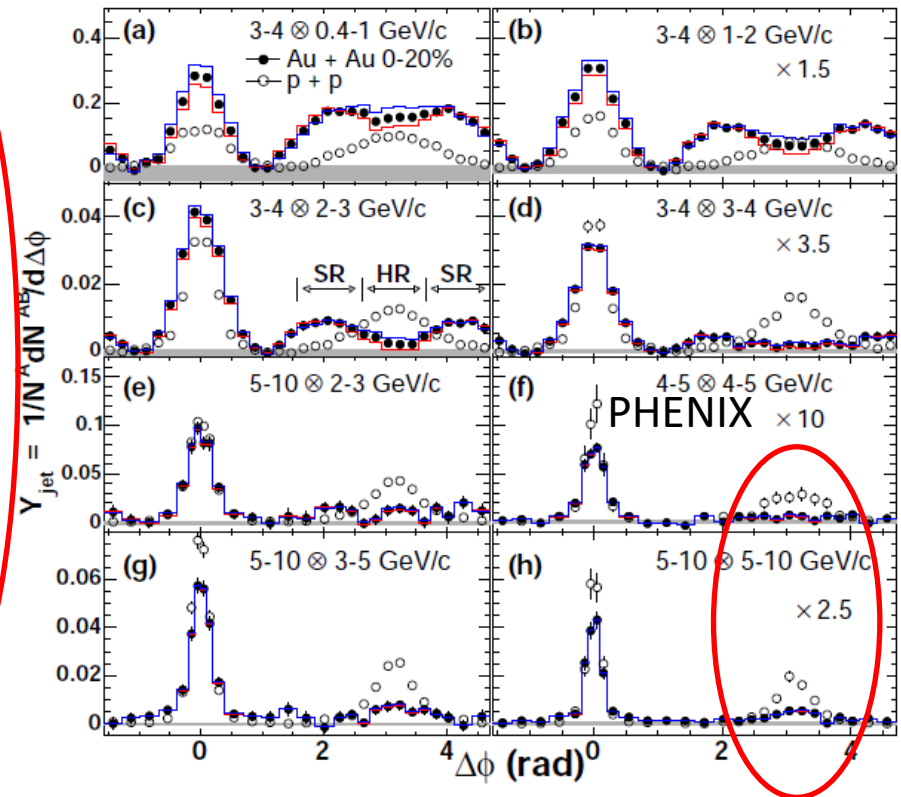 Y jet = 1/N^A dN^AB/dΔϕ
(a) 3-4 ⊗ 0.4-1 GeV/c
Au + Au 0-20%
p + p
0.4
0.2
0
(b) 3-4 ⊗ 1-2 GeV/c
× 1.5
(c) 3-4 ⊗ 2-3 GeV/c
SR HR SR
0.04
0.02
0
(d) 3-4 ⊗ 3-4 GeV/c
× 3.5
(e) 5-10 ⊗ 2-3 GeV/c
0.15
0.1
0.05
0
(f) 4-5 ⊗ 4-5 GeV/c
PHENIX × 10
(g) 5-10 ⊗ 3-5 GeV/c
0.06
0.04
0.02
0
(h) 5-10 ⊗ 5-10 GeV/c
× 2.5
0 2 4 0 2 4
Δϕ (rad)